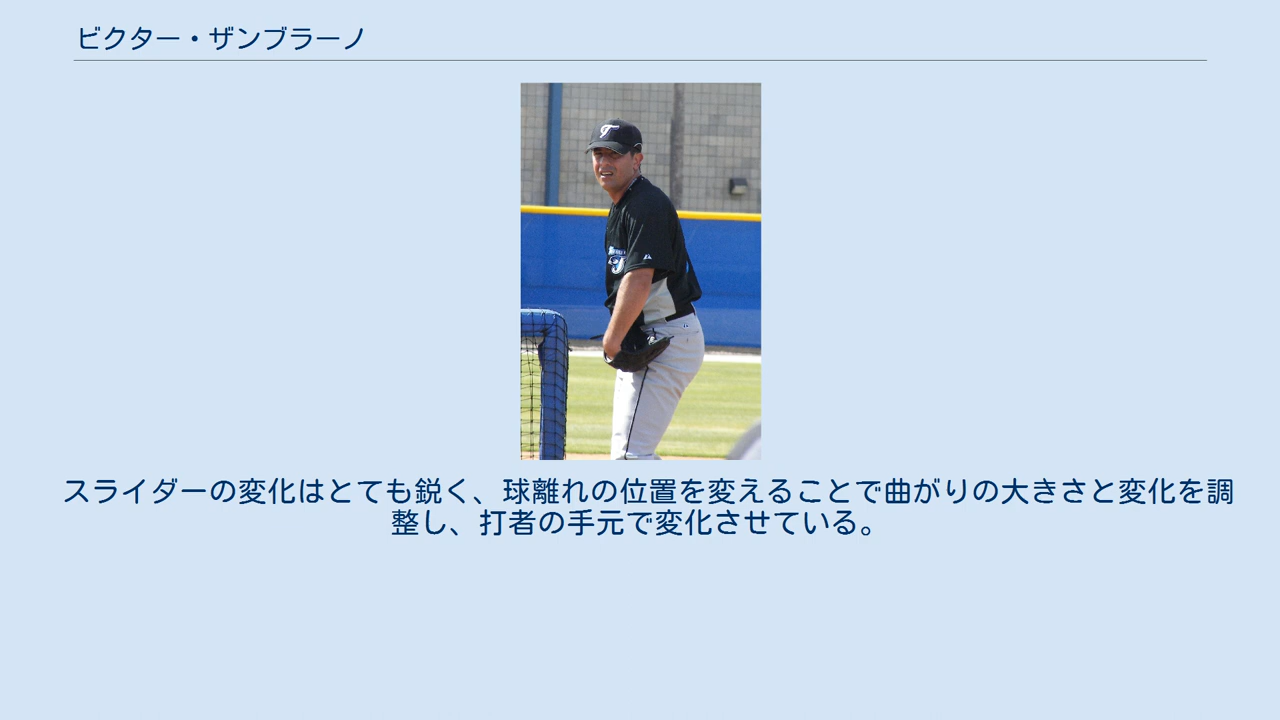 ビクター・ザンブラーノ
スライダーの変化はとても鋭く、球離れの位置を変えることで曲がりの大きさと変化を調
整し、打者の手元で変化させている。